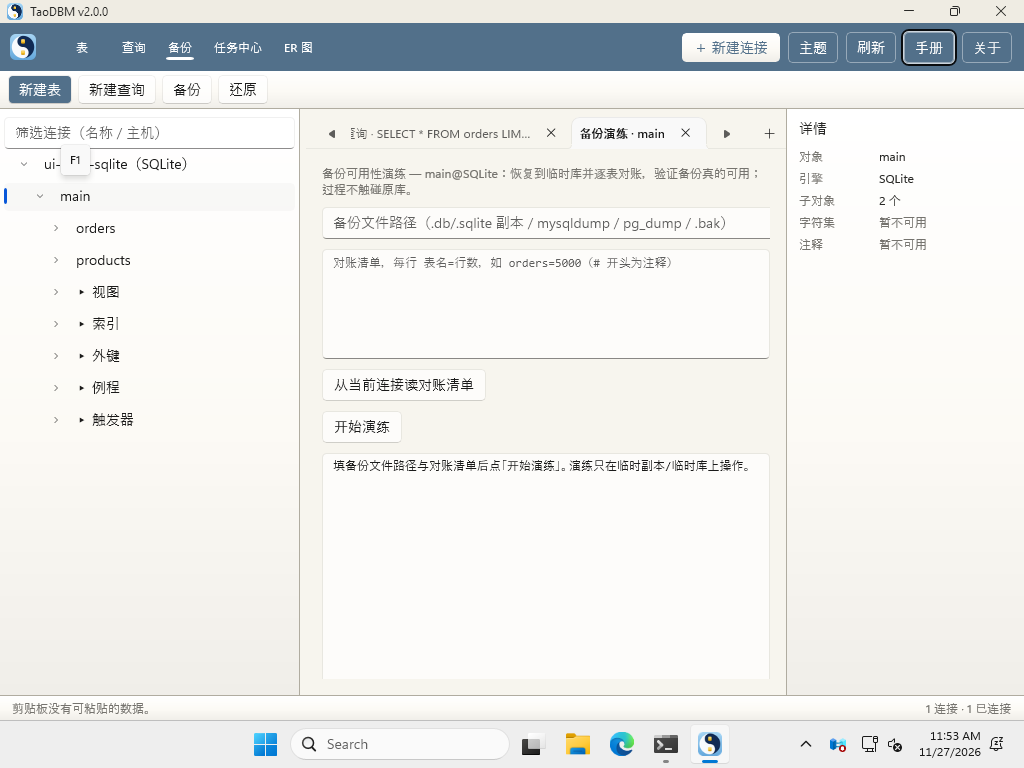 TaoDBM v2.0.0
表
查询
备份
任务中心
ER 图
+ 新建连接
主题
刷新
手册
关于
新建表
新建查询
备份
还原
筛选连接（名称 / 主机）
F1
ui-
-sqlite（SQLite）
main
orders
products
视图
索引
外键
例程
触发器
查询 · SELECT * FROM orders LIM...
备份演练 · main
备份可用性演练 — main@SQLite：恢复到临时库并逐表对账，验证备份真的可用；
过程不触碰原库。
备份文件路径（.db/.sqlite 副本 / mysqldump / pg_dump / .bak）
对账清单，每行 表名=行数，如 orders=5000（# 开头为注释）
从当前连接读对账清单
开始演练
填备份文件路径与对账清单后点「开始演练」。演练只在临时副本/临时库上操作。
详情
对象 main
引擎 SQLite
子对象 2 个
字符集 暂不可用
注释 暂不可用
剪贴板没有可粘贴的数据。
1 连接 · 1 已连接
Search
11:53 AM
11/27/2026